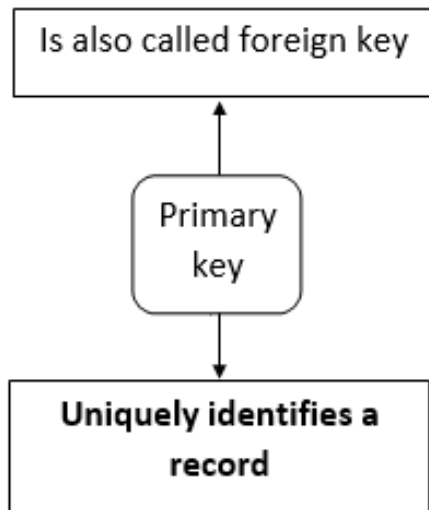 Is also called foreign key
Primary
key
Uniquely identifies a
record